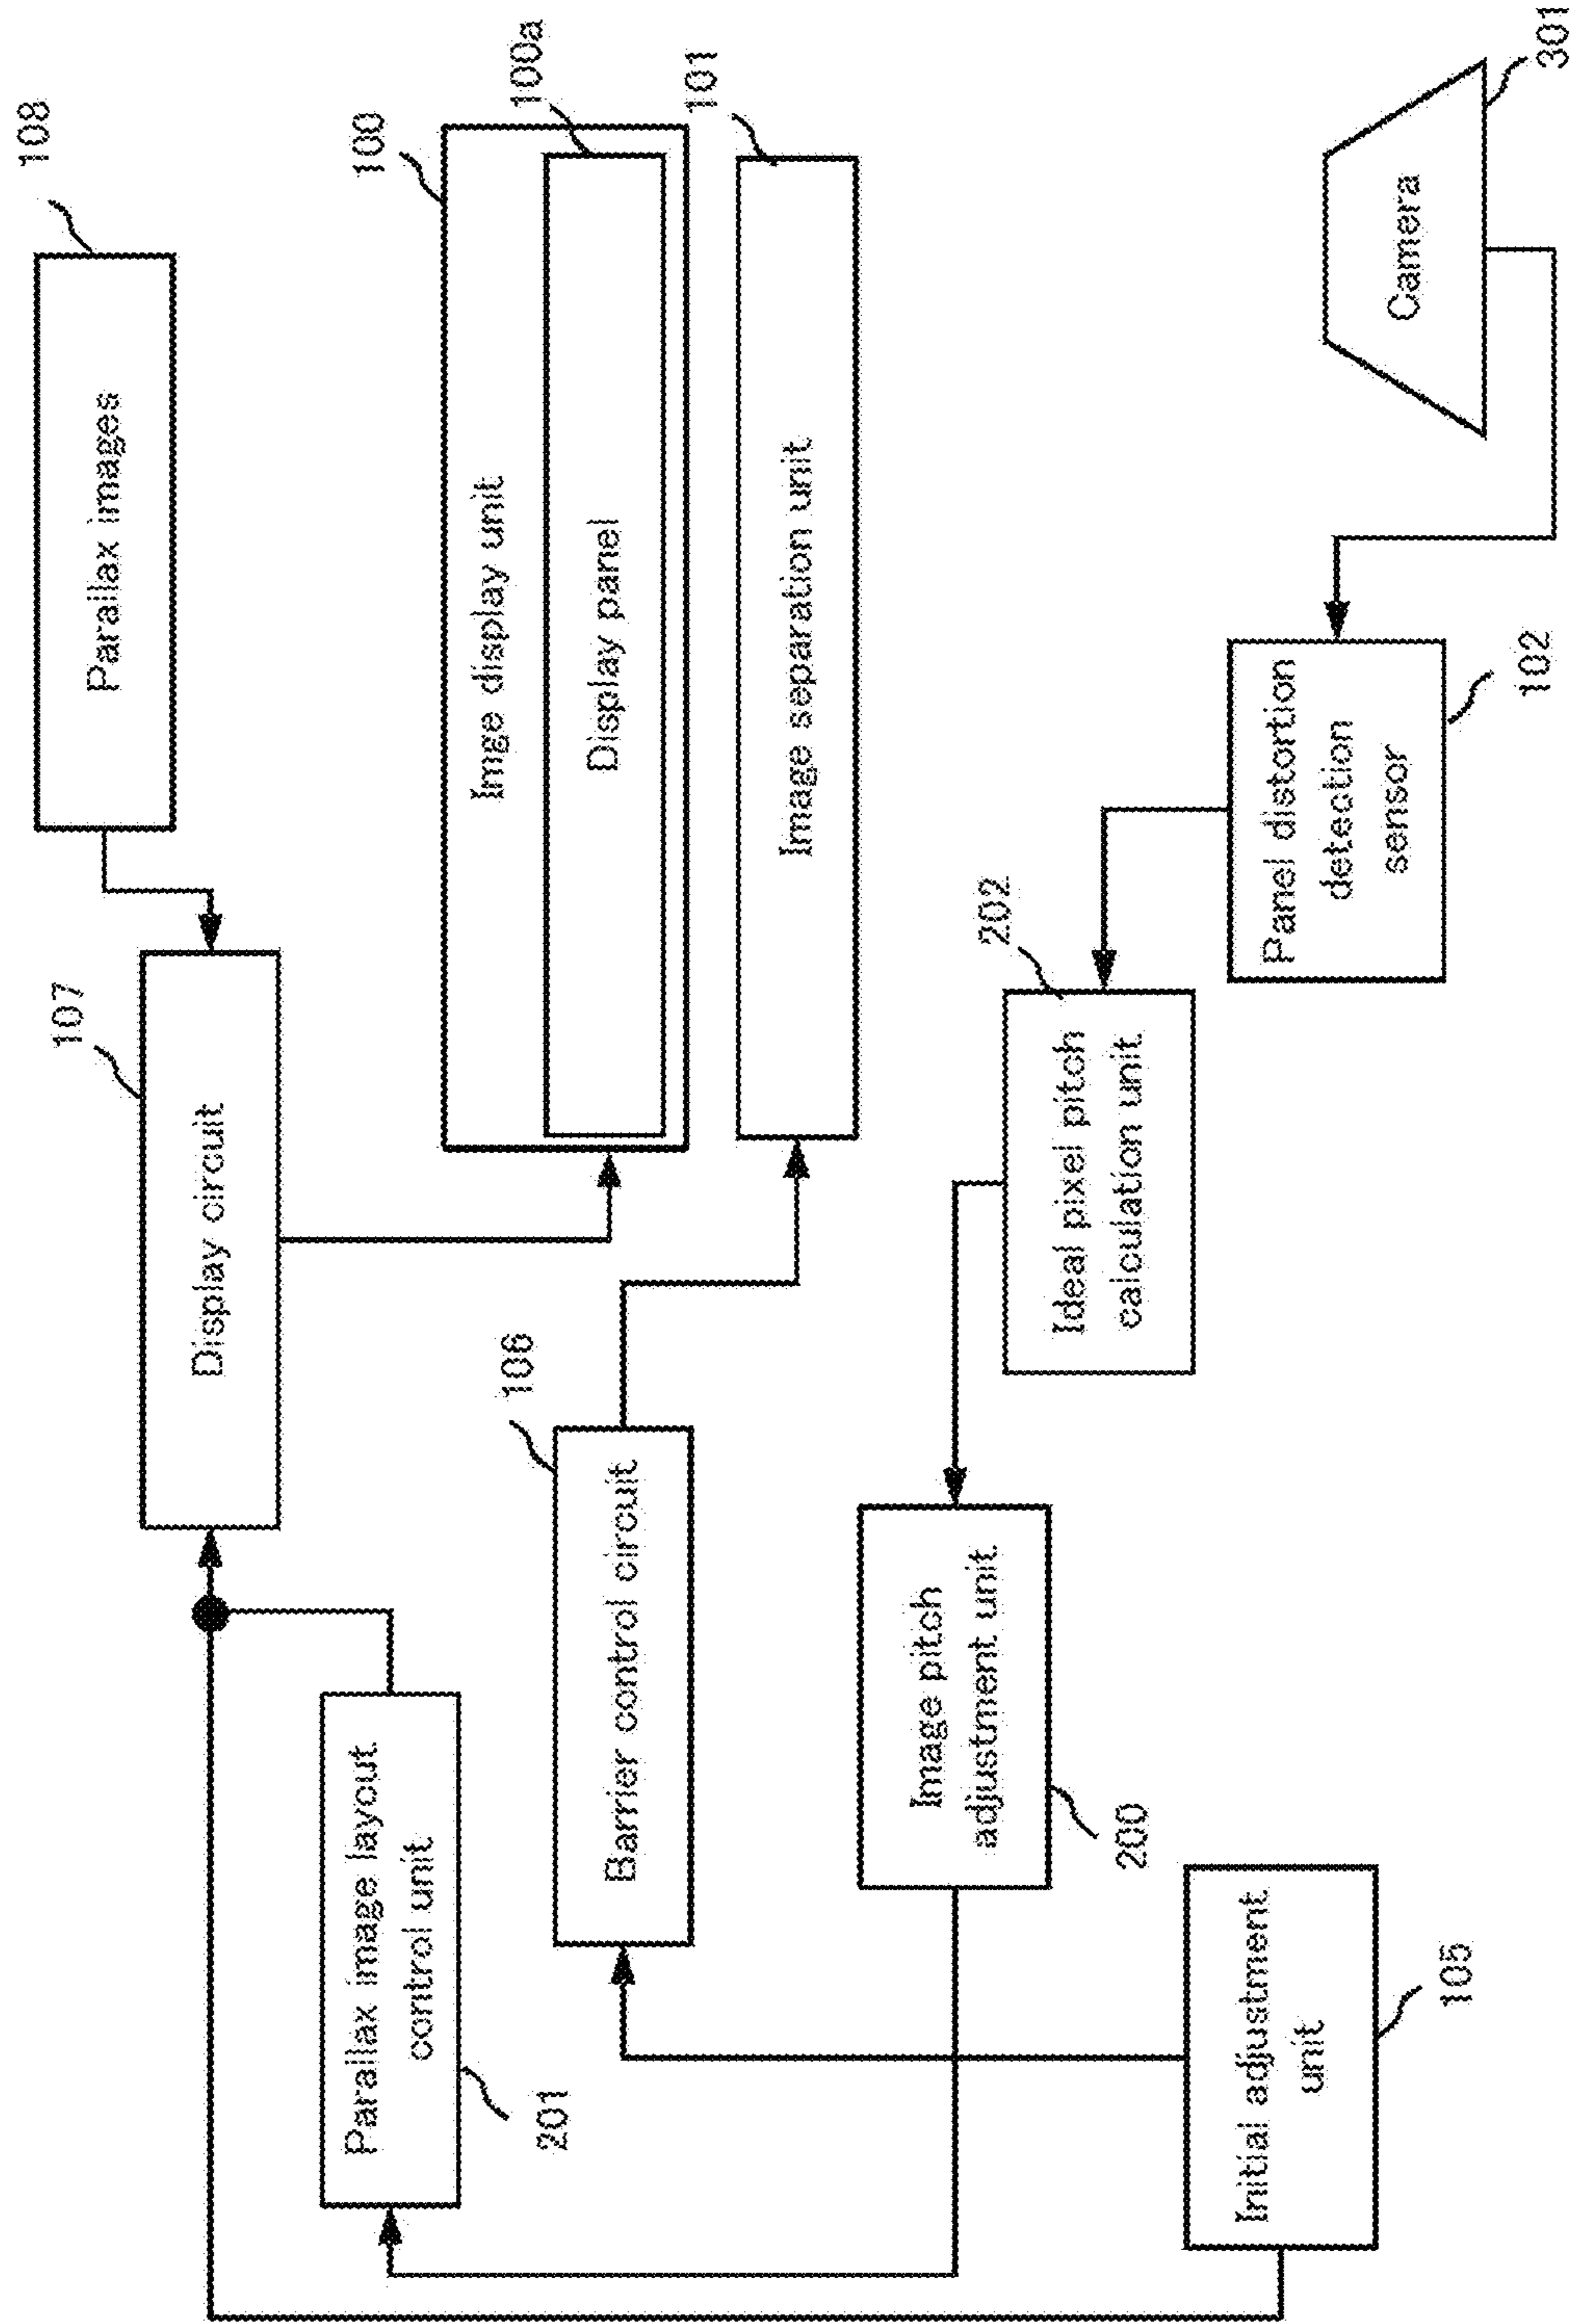 108
Parallax images
107
Display circuit
100
100a
Imge display unit
Display panel
101
Image separation unit
Parallax image layout
control unit
201
106
Barrier control circuit
Image pitch
adjustment unit
200
202
Ideal pixel pitch
calculation unit
Initial adjustment
unit
105
Panel distortion
detection
sensor
102
Camera
301